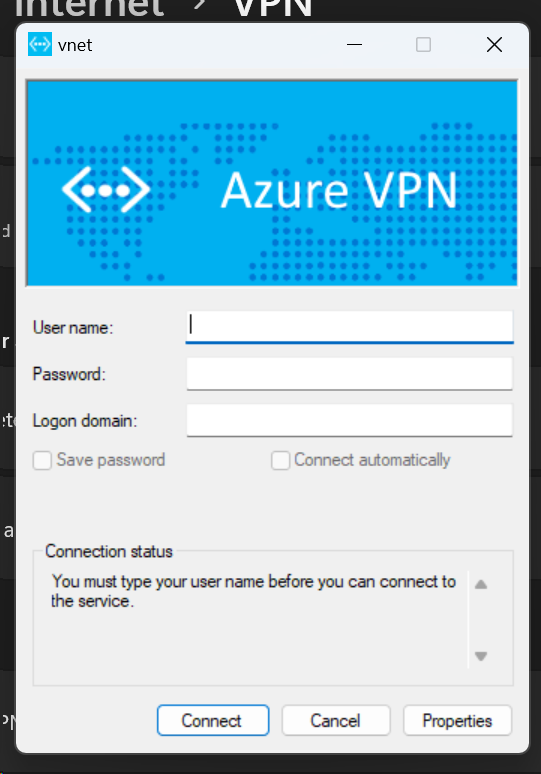 Internet > VPN
vnet
Azure VPN
User name:
Password:
Logon domain:
Save password
Connect automatically
Connection status
You must type your user name before you can connect to
the service.
Connect
Cancel
Properties